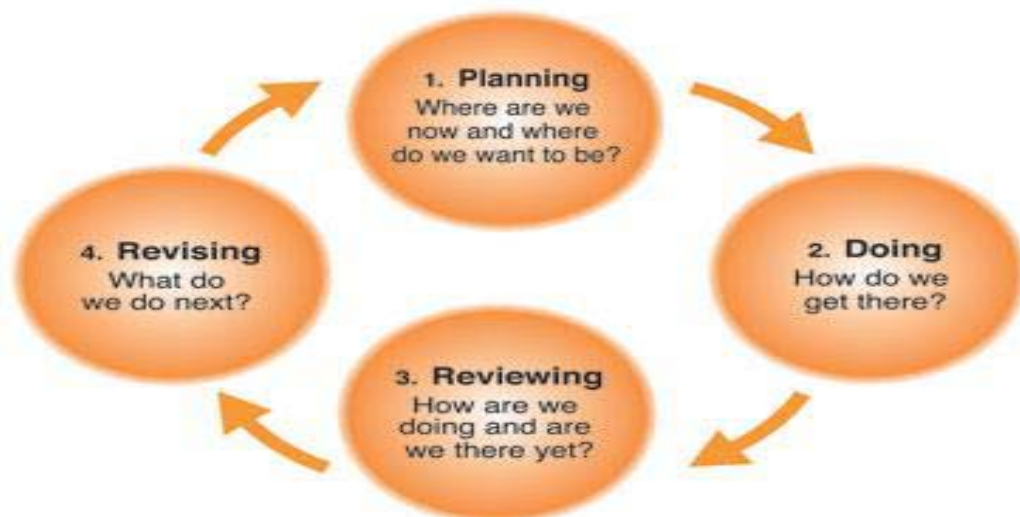 1. Planning
Where are we
now and where
do we want to be?
2. Doing
How do we
get there?
3. Reviewing
How are we
doing and are
we there yet?
4. Revising
What do
we do next?